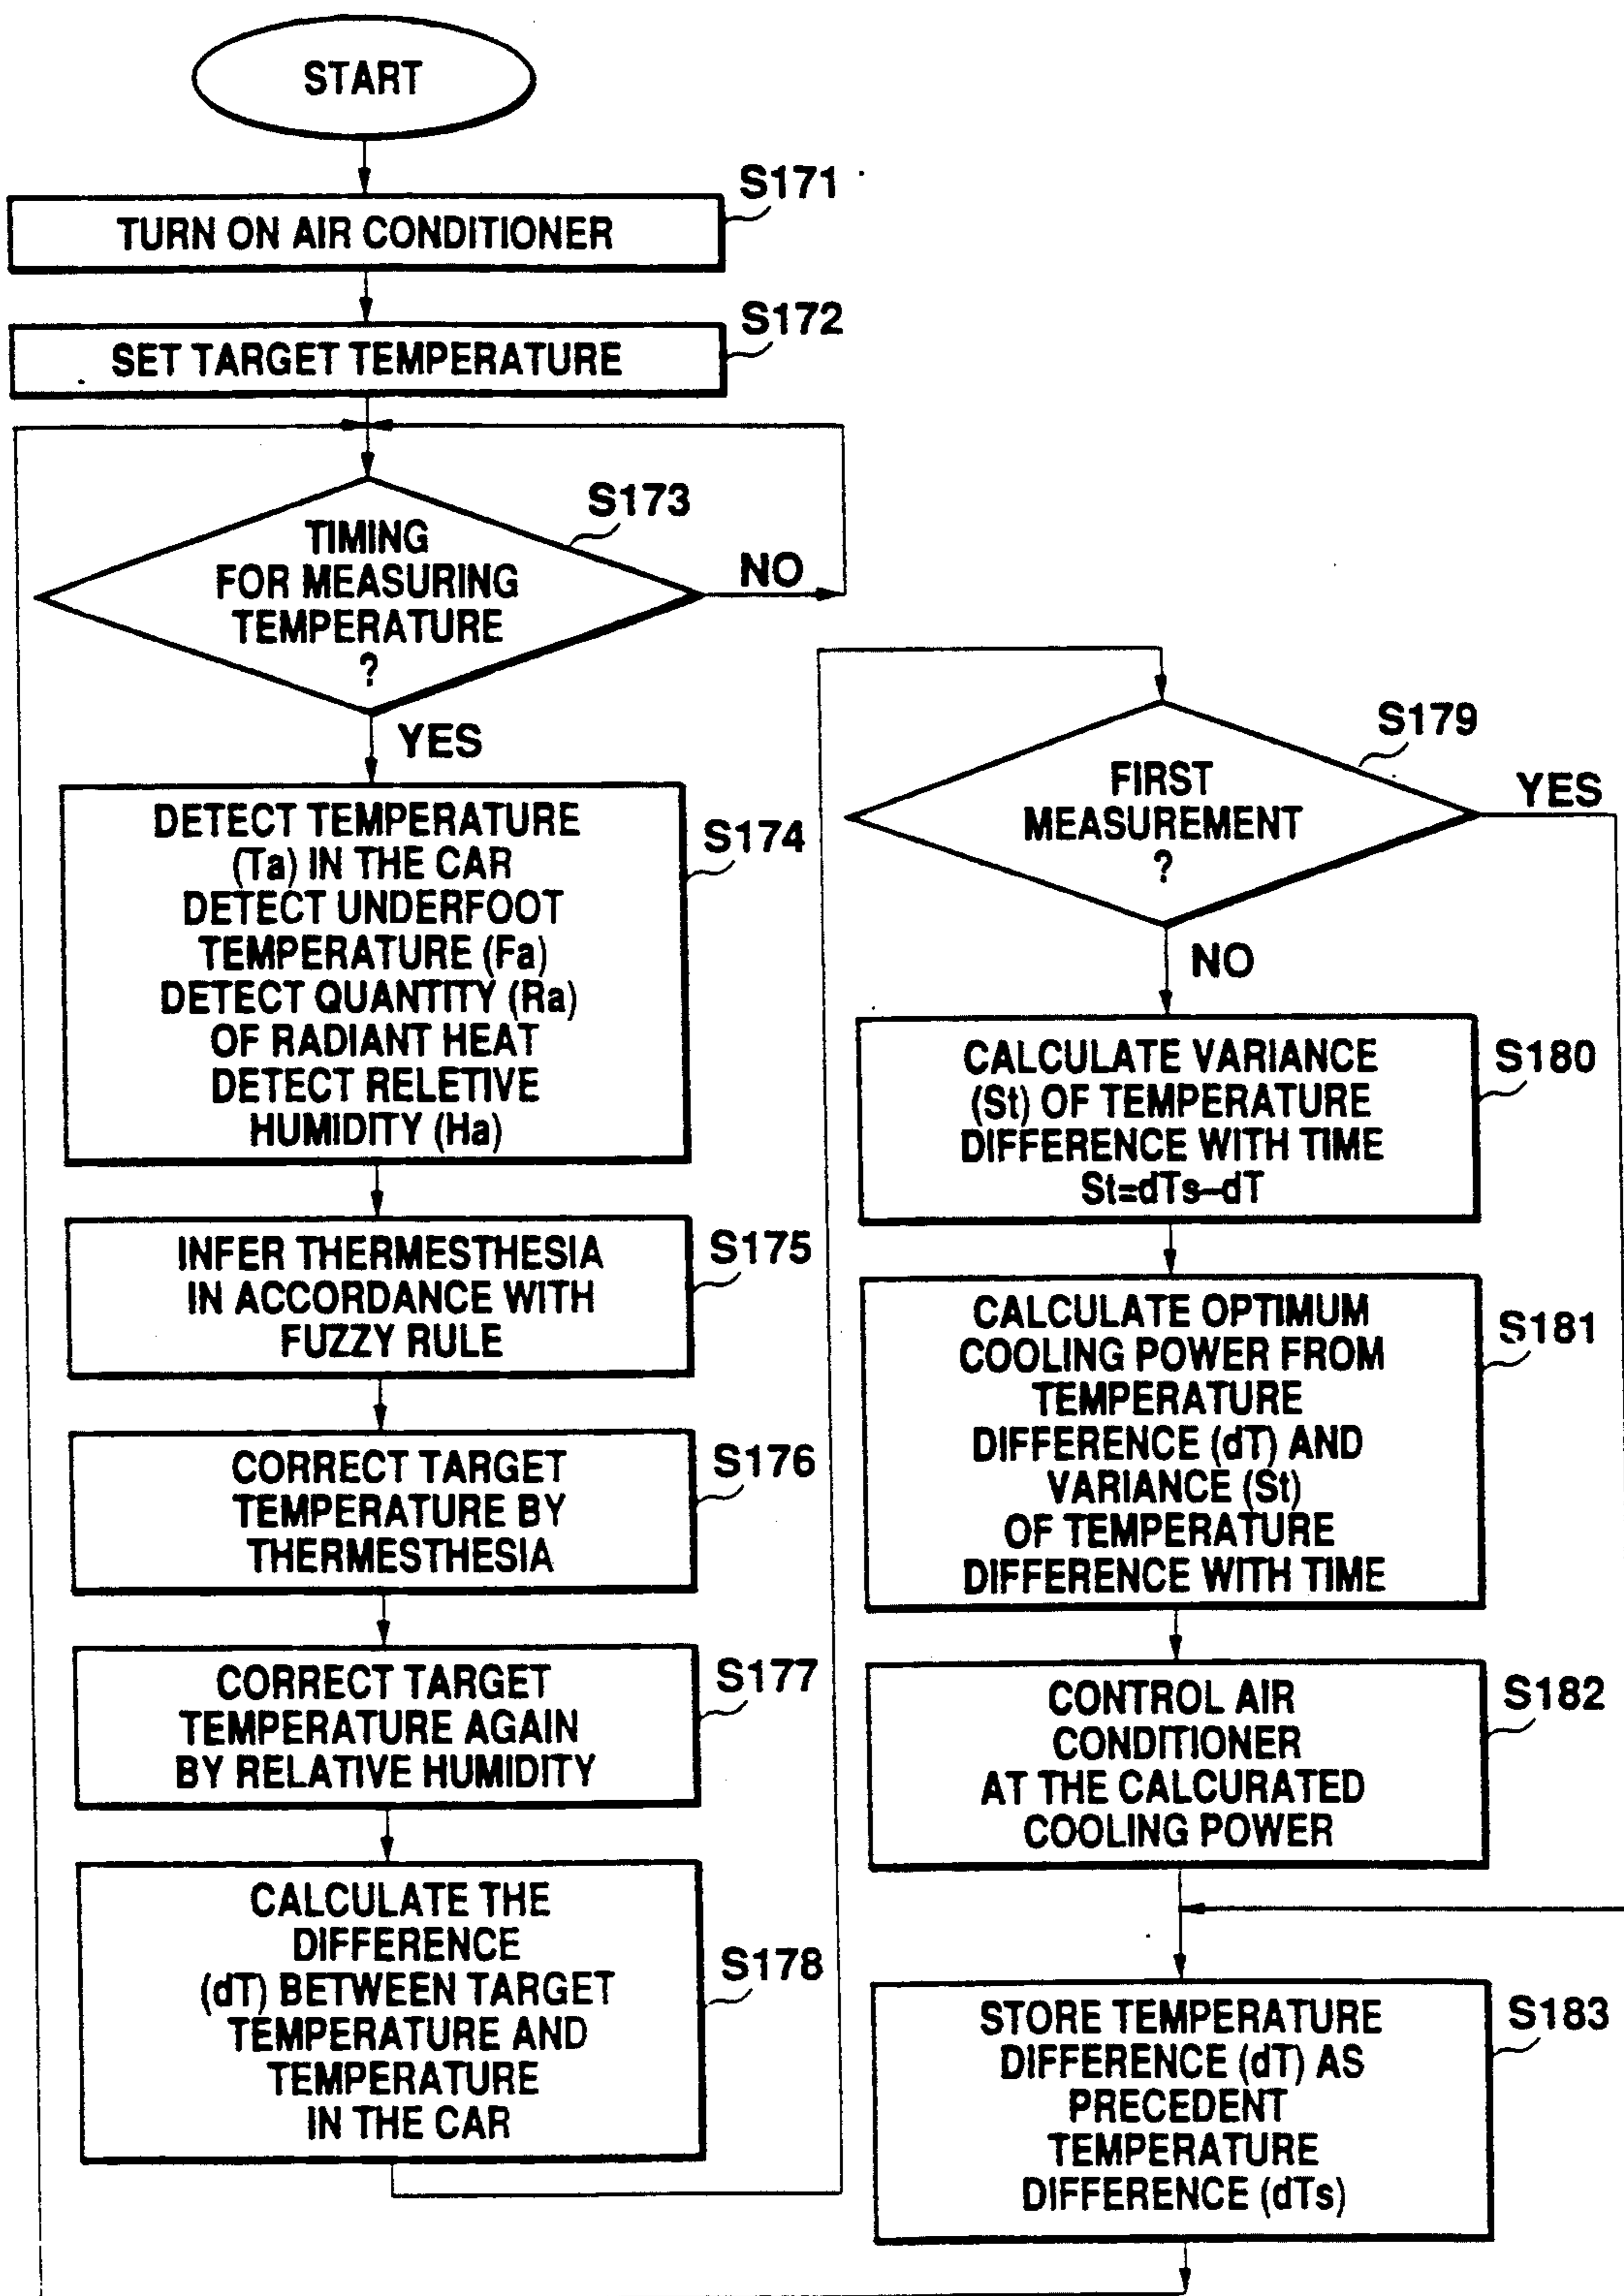 START
S171
TURN ON AIR CONDITIONER
S172
SET TARGET TEMPERATURE
S173
TIMING
FOR MEASURING
TEMPERATURE
?
NO
YES
S174
DETECT TEMPERATURE
(Ta) IN THE CAR
DETECT UNDERFOOT
TEMPERATURE (Fa)
DETECT QUANTITY (Ra)
OF RADIANT HEAT
DETECT RELETIVE
HUMIDITY (Ha)
S175
INFER THERMESTHESIA
IN ACCORDANCE WITH
FUZZY RULE
S176
CORRECT TARGET
TEMPERATURE BY
THERMESTHESIA
S177
CORRECT TARGET
TEMPERATURE AGAIN
BY RELATIVE HUMIDITY
S178
CALCULATE THE
DIFFERENCE
(dT) BETWEEN TARGET
TEMPERATURE AND
TEMPERATURE
IN THE CAR
S179
FIRST
MEASUREMENT
?
YES
NO
S180
CALCULATE VARIANCE
(St) OF TEMPERATURE
DIFFERENCE WITH TIME
St=dTs–dT
S181
CALCULATE OPTIMUM
COOLING POWER FROM
TEMPERATURE
DIFFERENCE (dT) AND
VARIANCE (St)
OF TEMPERATURE
DIFFERENCE WITH TIME
S182
CONTROL AIR
CONDITIONER
AT THE CALCURATED
COOLING POWER
S183
STORE TEMPERATURE
DIFFERENCE (dT) AS
PRECEDENT
TEMPERATURE
DIFFERENCE (dTs)